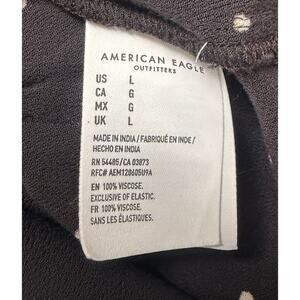 AMERICAN EAGLE
OUTFITTERS
US L
CA G
MX G
UK L
MADE IN INDIA / FABRIQUÉ EN INDE/
HECHO EN INDIA
RN 54485/CA 03873
RFC# AEM128605U9A
EN 100% VISCOSE.
EXCLUSIVE OF ELASTIC.
FR 100% VISCOSE.
SANS LES ÉLASTIQUES.